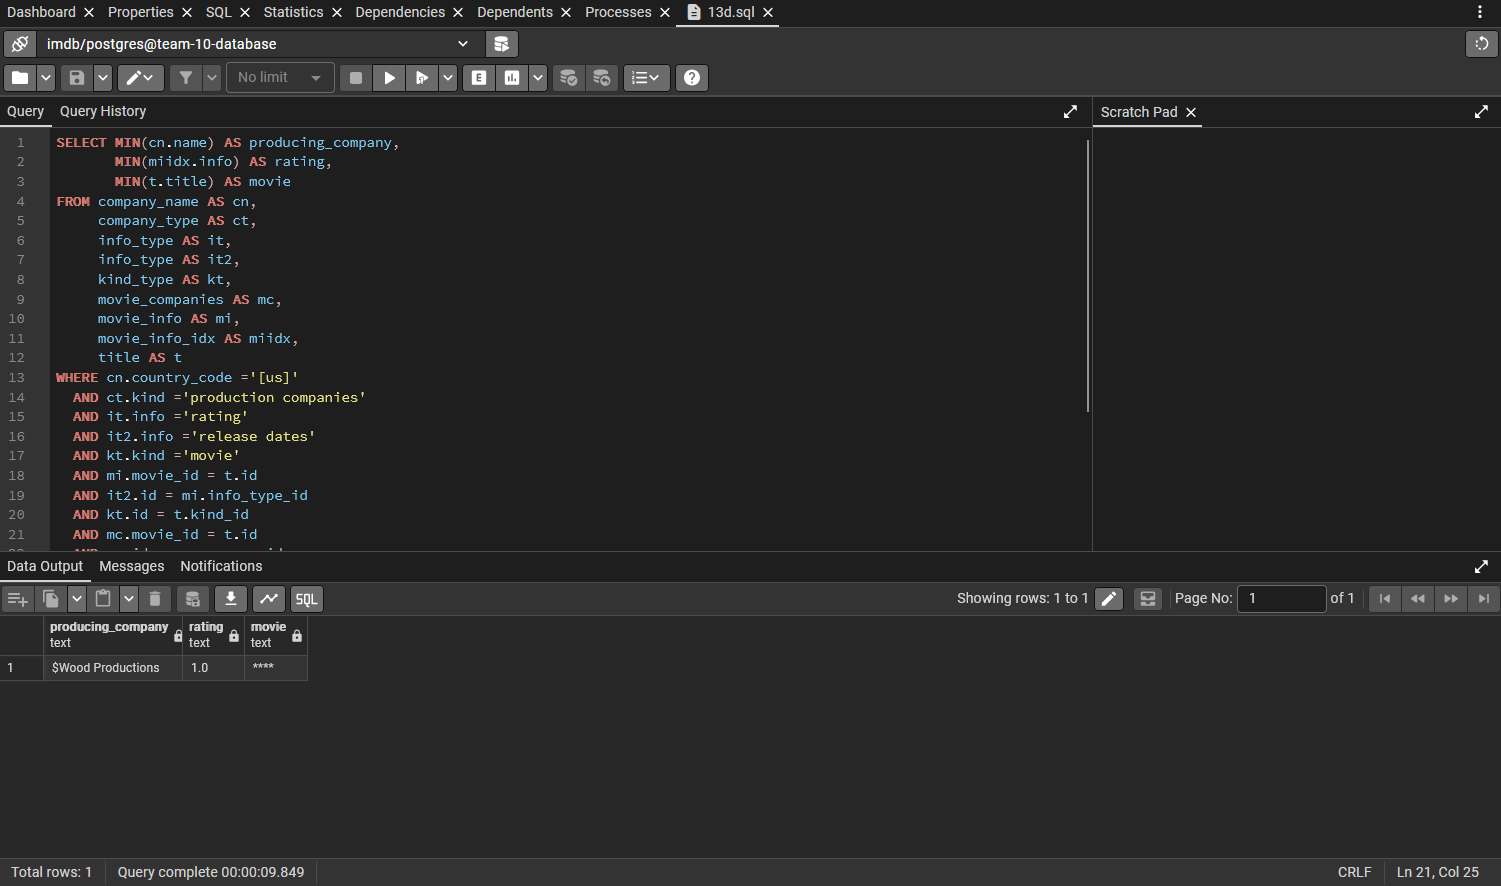 Dashboard Properties SQL Statistics Dependencies Dependents Processes 13d.sql
imdb/postgres@team-10-database
No limit
Query Query History Scratch Pad
1 SELECT MIN(cn.name) AS producing_company,
2 MIN(miidx.info) AS rating,
3 MIN(t.title) AS movie
4 FROM company_name AS cn,
5 company_type AS ct,
6 info_type AS it,
7 info_type AS it2,
8 kind_type AS kt,
9 movie_companies AS mc,
10 movie_info AS mi,
11 movie_info_idx AS miidx,
12 title AS t
13 WHERE cn.country_code ='[us]'
14 AND ct.kind ='production companies'
15 AND it.info ='rating'
16 AND it2.info ='release dates'
17 AND kt.kind ='movie'
18 AND mi.movie_id = t.id
19 AND it2.id = mi.info_type_id
20 AND kt.id = t.kind_id
21 AND mc.movie_id = t.id
Data Output Messages Notifications
SQL Showing rows: 1 to 1 Page No: 1 of 1
producing_company rating movie
text text text
1 $Wood Productions 1.0 ****
Total rows: 1 Query complete 00:00:09.849 CRLF Ln 21, Col 25